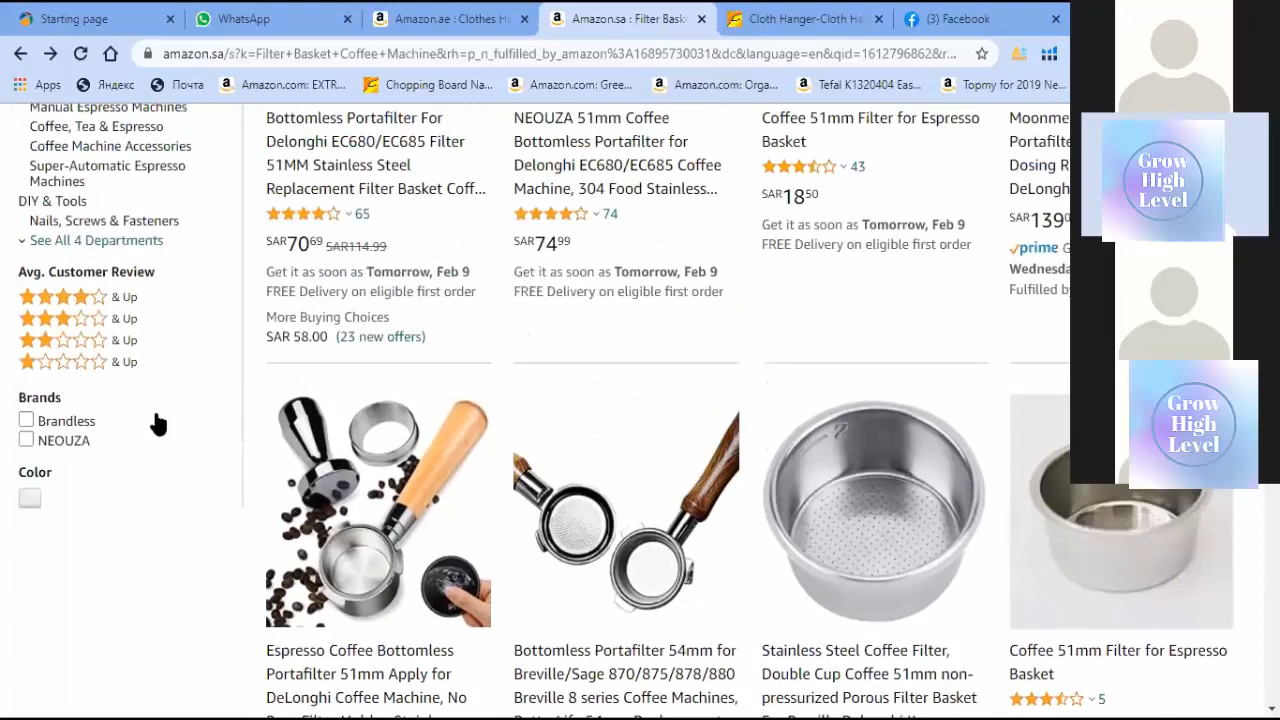 Starting page
WhatsApp
Amazon.ae : Clothes H
Amazon.sa : Filter Bask
Cloth Hanger-Cloth Ha
(3) Facebook
amazon.sa/s?k=Filter+Basket+Coffee+Machine&rh=p_n_fulfilled_by_amazon%3A16895730031&dc&language=en&qid=1612796862&r...
Apps
Яндекс
Почта
Amazon.com: EXTR...
Chopping Board Na...
Amazon.com: Gree...
Amazon.com: Orga...
Tefal K1320404 Eas...
Topmy for 2019 Ne...
Manual Espresso Machines
Coffee, Tea & Espresso
Coffee Machine Accessories
Super-Automatic Espresso
Machines
DIY & Tools
Nails, Screws & Fasteners
See All 4 Departments
Avg. Customer Review
& Up
& Up
& Up
& Up
Brands
Brandless
NEOUZA
Color
Bottomless Portafilter For
Delonghi EC680/EC685 Filter
51MM Stainless Steel
Replacement Filter Basket Coff...
65
SAR7069 SAR114.99
Get it as soon as Tomorrow, Feb 9
FREE Delivery on eligible first order
More Buying Choices
SAR 58.00 (23 new offers)
NEOUZA 51mm Coffee
Bottomless Portafilter for
Delonghi EC680/EC685 Coffee
Machine, 304 Food Stainless...
74
SAR7499
Get it as soon as Tomorrow, Feb 9
FREE Delivery on eligible first order
Coffee 51mm Filter for Espresso
Basket
43
SAR1850
Get it as soon as Tomorrow, Feb 9
FREE Delivery on eligible first order
Moonme
Portafilte
Dosing R
DeLongh
SAR139
prime G
Wednesda
Fulfilled by
Espresso Coffee Bottomless
Portafilter 51mm Apply for
DeLonghi Coffee Machine, No
Bottomless Portafilter 54mm for
Breville/Sage 870/875/878/880
Breville 8 series Coffee Machines,
Stainless Steel Coffee Filter,
Double Cup Coffee 51mm non-
pressurized Porous Filter Basket
Coffee 51mm Filter for Espresso
Basket
5
Grow
High
Level
Grow
High
Level